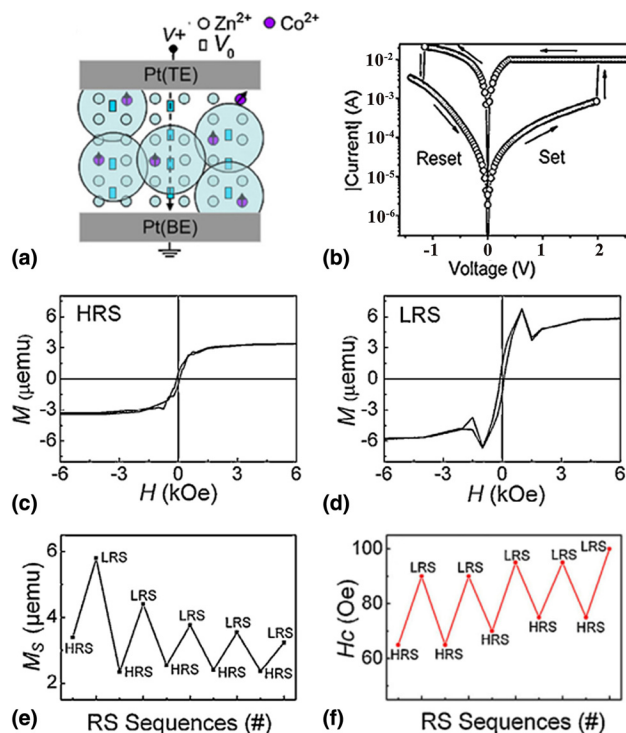 V+
Zn2+
Co2+
V0
Pt(TE)
Pt(BE)
(a)
|Current| (A)
10-2
10-3
10-4
10-5
10-6
Reset
Set
-1
0
1
2
Voltage (V)
(b)
HRS
M (μemu)
6
3
0
-3
-6
-6
-3
0
3
6
H (kOe)
(c)
LRS
M (μemu)
6
3
0
-3
-6
-6
-3
0
3
6
H (kOe)
(d)
MS (μemu)
6
4
2
LRS
LRS
LRS
LRS
LRS
HRS
HRS
HRS
HRS
HRS
RS Sequences (#)
(e)
Hc (Oe)
100
80
60
LRS
LRS
LRS
LRS
LRS
HRS
HRS
HRS
HRS
HRS
RS Sequences (#)
(f)